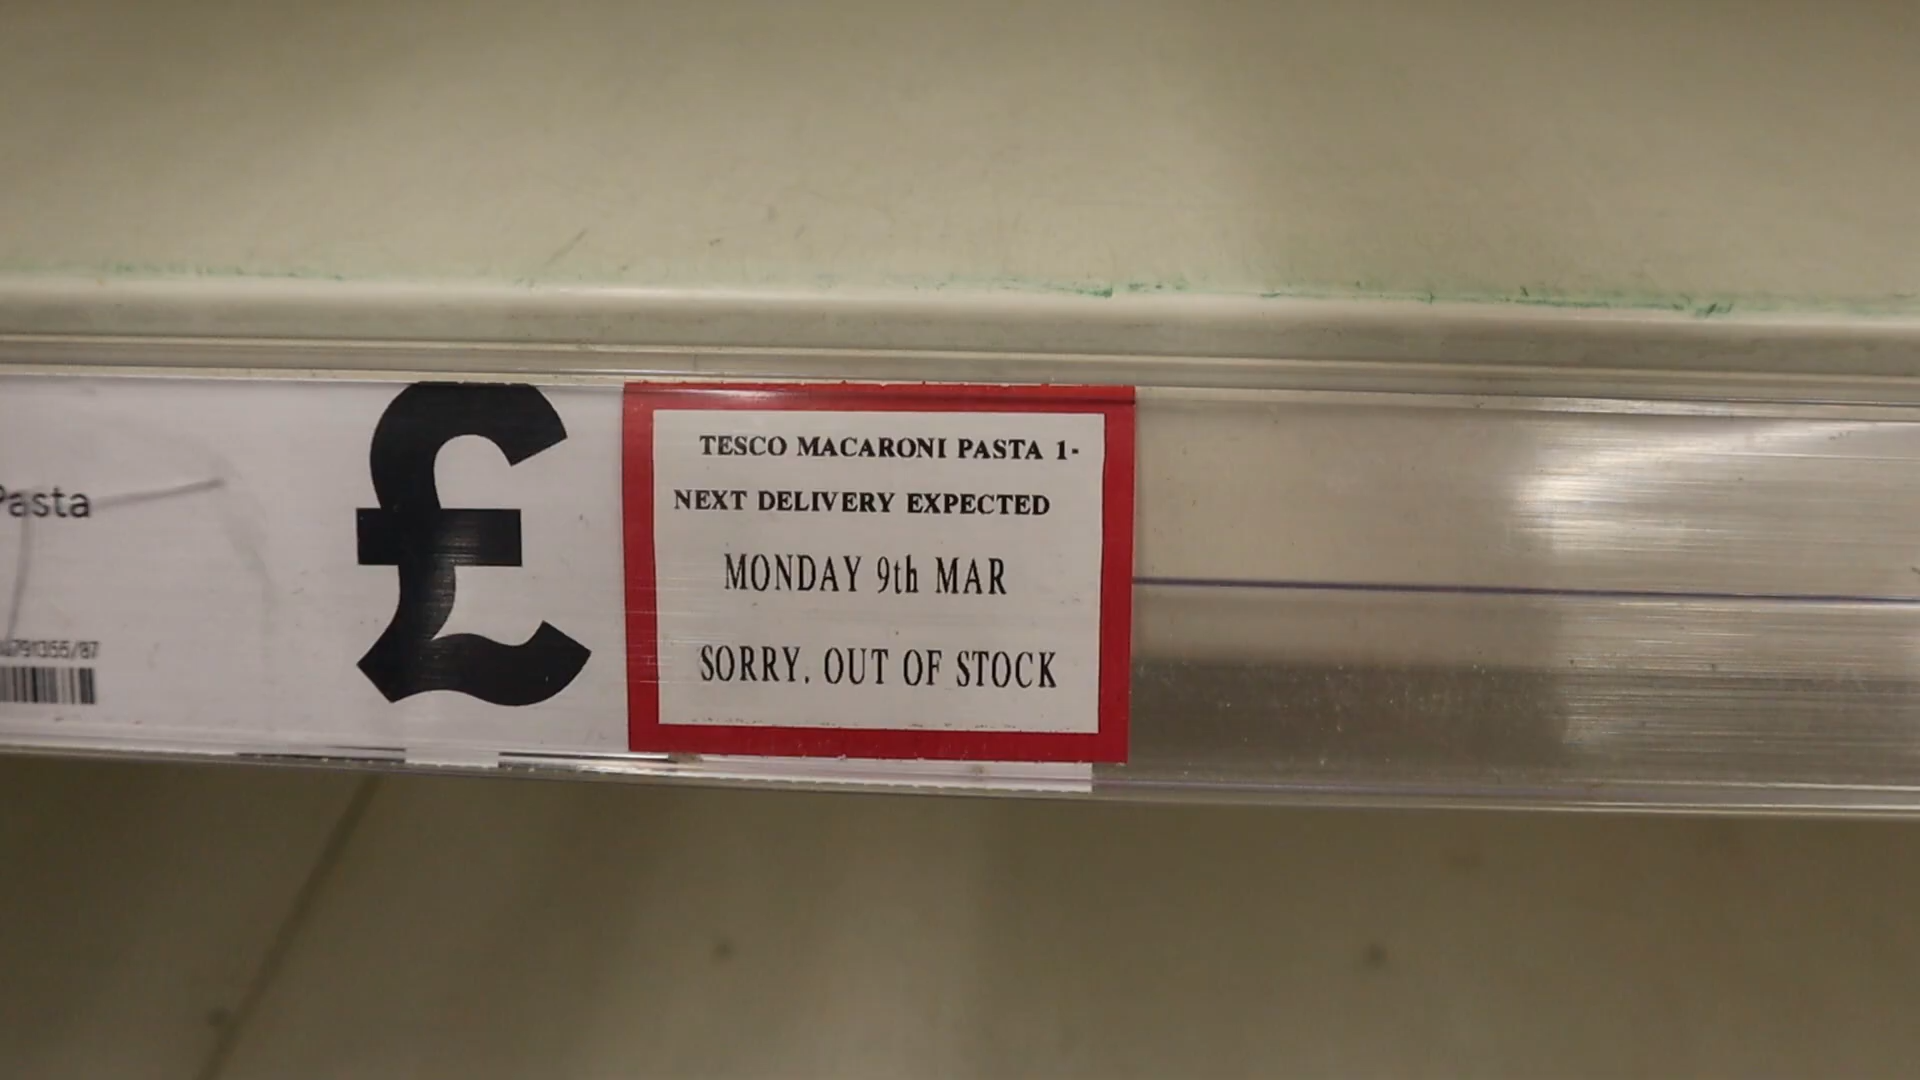 Pasta
£
TESCO MACARONI PASTA 1-
NEXT DELIVERY EXPECTED
MONDAY 9th MAR
SORRY. OUT OF STOCK